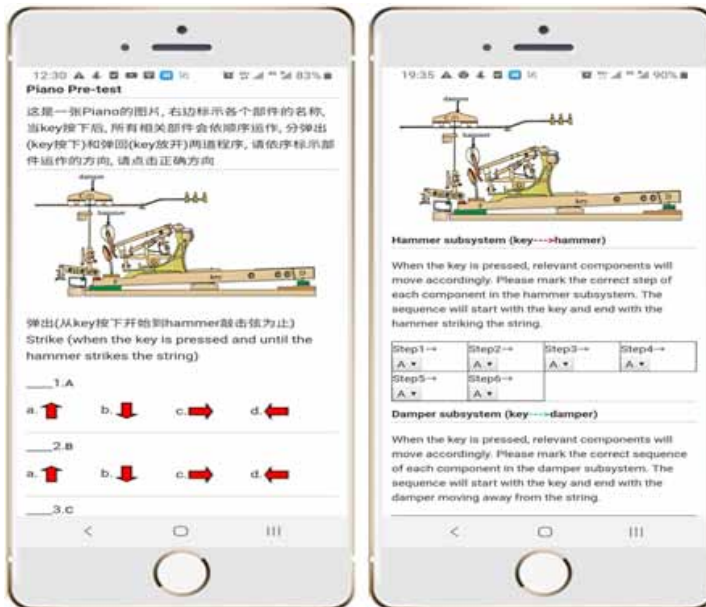 12:30
83%
Piano Pre-test
这是一张Piano的图片, 右边标示各个部件的名称,
当key按下后, 所有相关部件会依顺序运作, 分弹出
(key按下)和弹回(key放开)两道程序, 请依序标示部
件运作的方向, 请点击正确方向
damper
hammer
key
弹出(从key按下开始到hammer敲击弦为止)
Strike (when the key is pressed and until the
hammer strikes the string)
____1.A
a. b. c. d.
____2.B
a. b. c. d.
____3.C
19:35
90%
damper
hammer
key
Hammer subsystem (key--->hammer)
When the key is pressed, relevant components will
move accordingly. Please mark the correct step of
each component in the hammer subsystem. The
sequence will start with the key and end with the
hammer striking the string.
Step1→ Step2→ Step3→ Step4→
A A A A
Step5→ Step6→
A A
Damper subsystem (key--->damper)
When the key is pressed, relevant components will
move accordingly. Please mark the correct sequence
of each component in the damper subsystem. The
sequence will start with the key and end with the
damper moving away from the string.